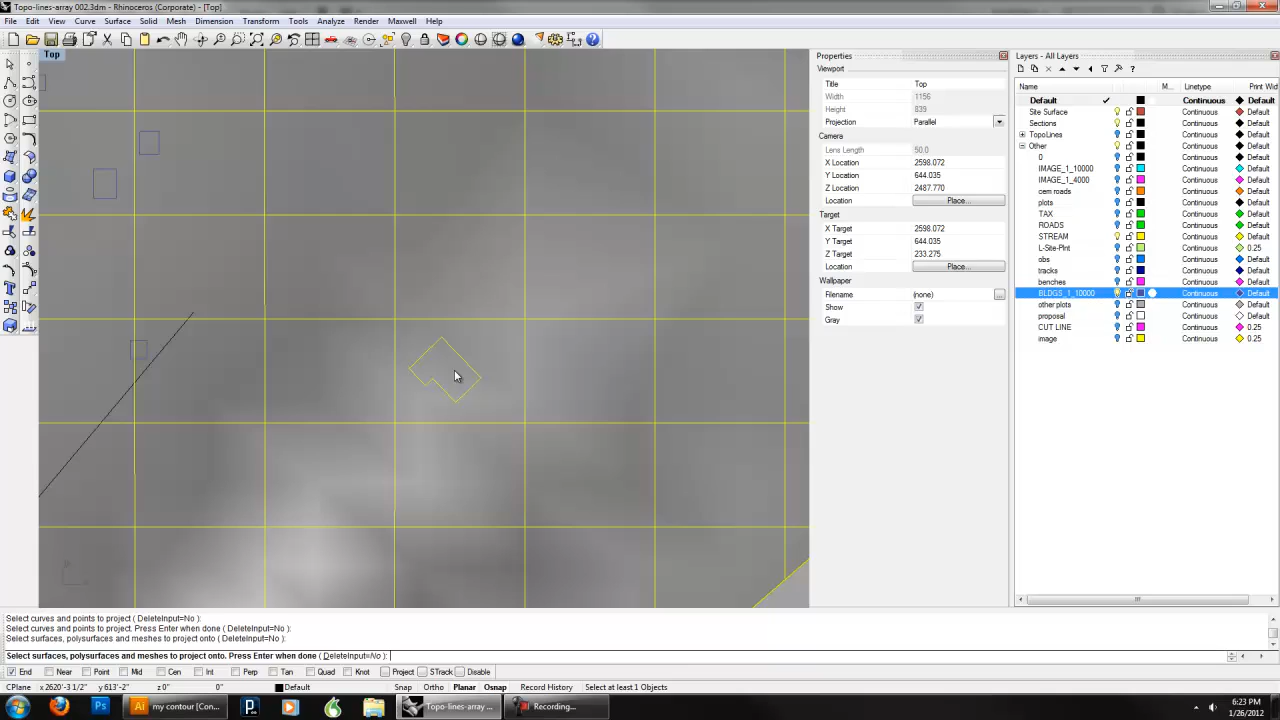 Topo-lines-array 002.3dm - Rhinoceros (Corporate) - [Top]
File Edit View Curve Surface Solid Mesh Dimension Transform Tools Analyze Render Maxwell Help
Top
Properties
Viewport
Title Top
Width 1156
Height 839
Projection Parallel
Camera
Lens Length 50.0
X Location 2598.072
Y Location 644.035
Z Location 2487.770
Location Place...
Target
X Target 2598.072
Y Target 644.035
Z Target 233.275
Location Place...
Wallpaper
Filename (none) ...
Show
Gray
Layers - All Layers
Name M... Linetype Print Wid
Default Continuous Default
Site Surface Continuous Default
Sections Continuous Default
TopoLines Continuous Default
Other Continuous Default
0 Continuous Default
IMAGE_1_10000 Continuous Default
IMAGE_1_4000 Continuous Default
cem roads Continuous Default
plots Continuous Default
TAX Continuous Default
ROADS Continuous Default
STREAM Continuous Default
L-Site-Plnt Continuous 0.25
obs Continuous Default
tracks Continuous Default
benches Continuous Default
BLDGS_1_10000 Continuous Default
other plots Continuous Default
proposal Continuous Default
CUT LINE Continuous 0.25
image Continuous 0.25
Select curves and points to project ( DeleteInput=No ):
Select curves and points to project. Press Enter when done ( DeleteInput=No ):
Select surfaces, polysurfaces and meshes to project onto ( DeleteInput=No ):
Select surfaces, polysurfaces and meshes to project onto. Press Enter when done ( DeleteInput=No ):
End Near Point Mid Cen Int Perp Tan Quad Knot Project STrack Disable
CPlane x 2620'-3 1/2" y 613'-2" z 0" 0" Default Snap Ortho Planar Osnap Record History Select at least 1 Objects
Ps Ai my contour [Con... Topo-lines-array ... Recording...
6:23 PM
1/26/2012